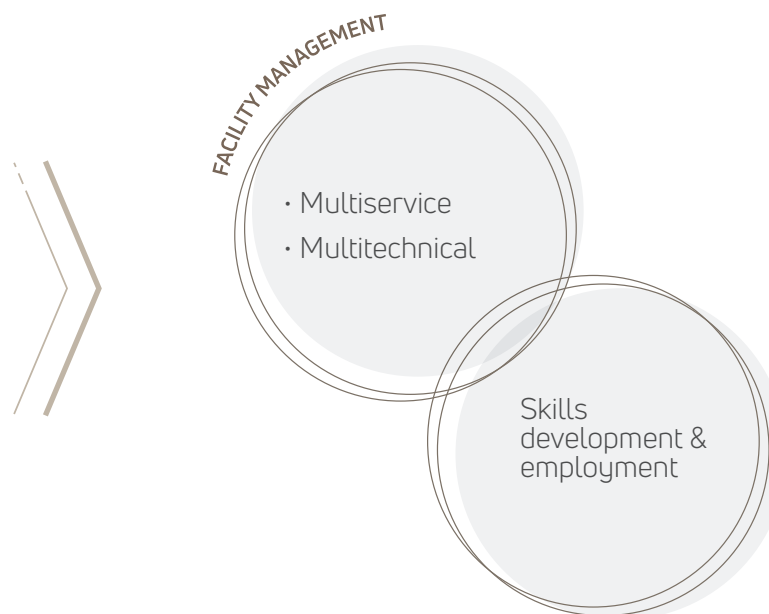 FACILITY MANAGEMENT
· Multiservice
· Multitechnical
Skills
development &
employment